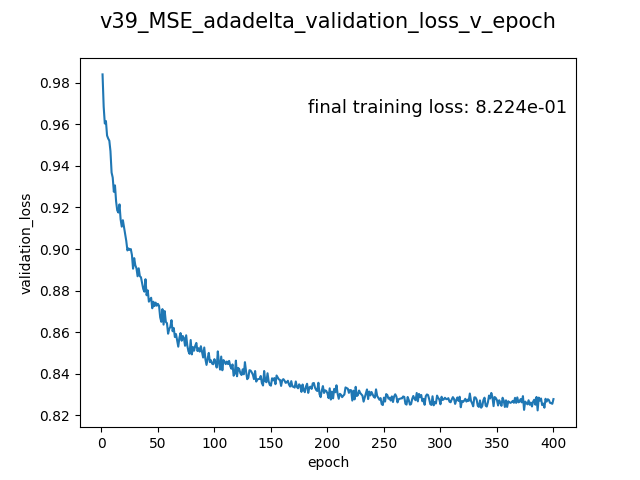 v39_MSE_adadelta_validation_loss_v_epoch
final training loss: 8.224e-01
0.98
0.96
0.94
0.92
0.90
0.88
0.86
0.84
0.82
validation_loss
0 50 100 150 200 250 300 350 400
epoch